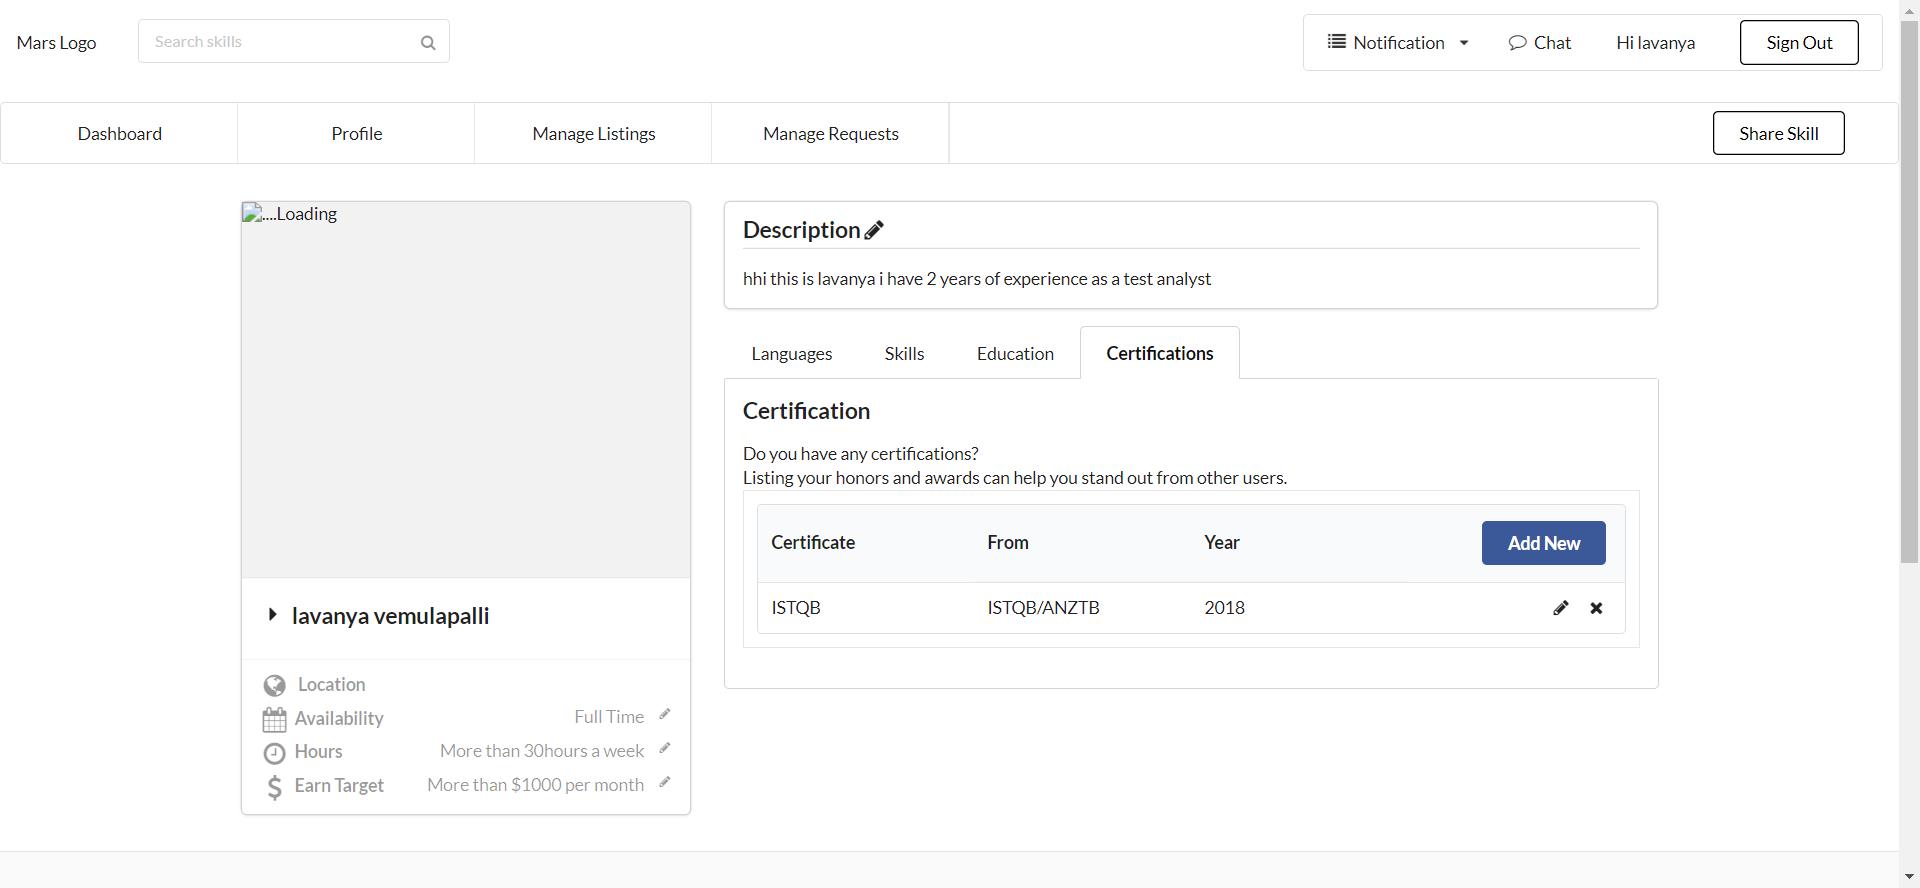 Mars Logo
Search skills
Notification
Chat
Hi lavanya
Sign Out
Dashboard
Profile
Manage Listings
Manage Requests
Share Skill
....Loading
lavanya vemulapalli
Location
Availability Full Time
Hours More than 30hours a week
Earn Target More than $1000 per month
Description
hhi this is lavanya i have 2 years of experience as a test analyst
Languages Skills Education Certifications
Certification
Do you have any certifications?
Listing your honors and awards can help you stand out from other users.
Certificate From Year Add New
ISTQB ISTQB/ANZTB 2018